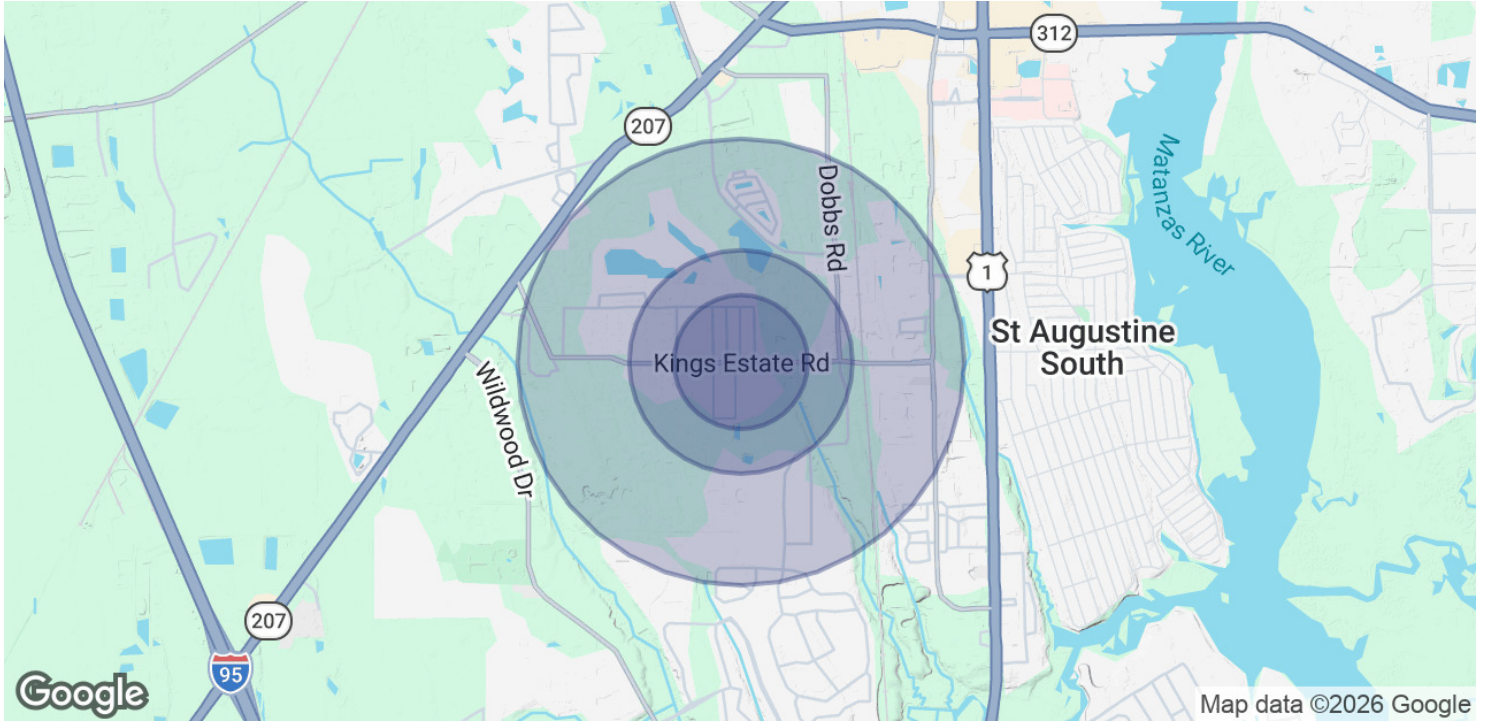 312
207
Dobbs Rd
Matanzas River
1
St Augustine
South
Kings Estate Rd
Wildwood Dr
207
95
Google
Map data ©2026 Google